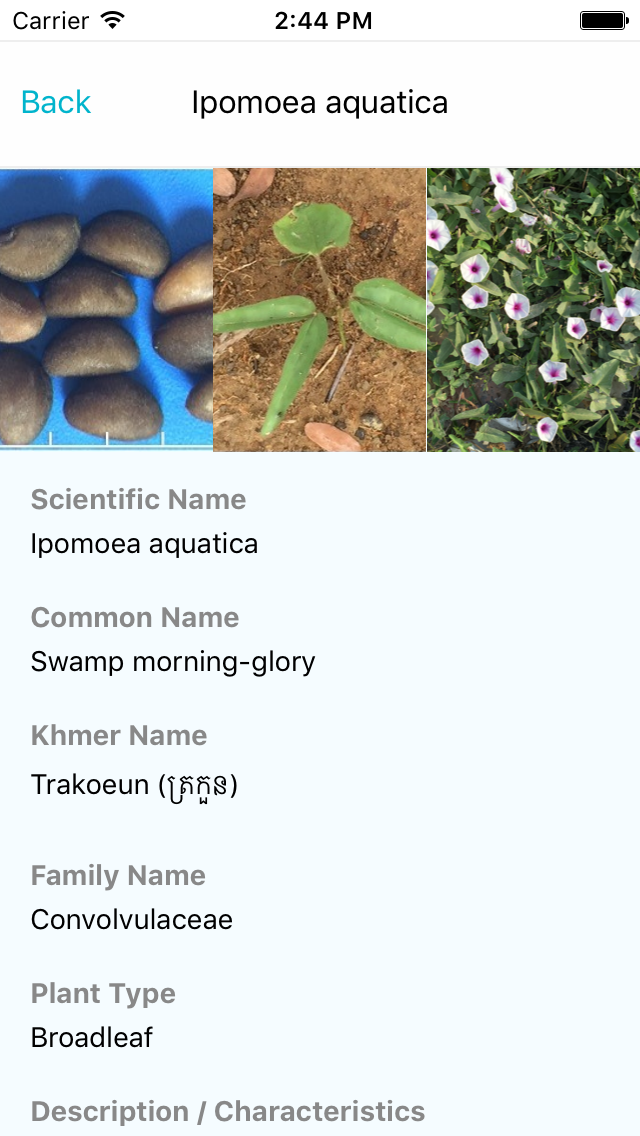 Carrier 2:44 PM
Back Ipomoea aquatica
Scientific Name
Ipomoea aquatica
Common Name
Swamp morning-glory
Khmer Name
Trakoeun (ត្រកួន)
Family Name
Convolvulaceae
Plant Type
Broadleaf
Description / Characteristics